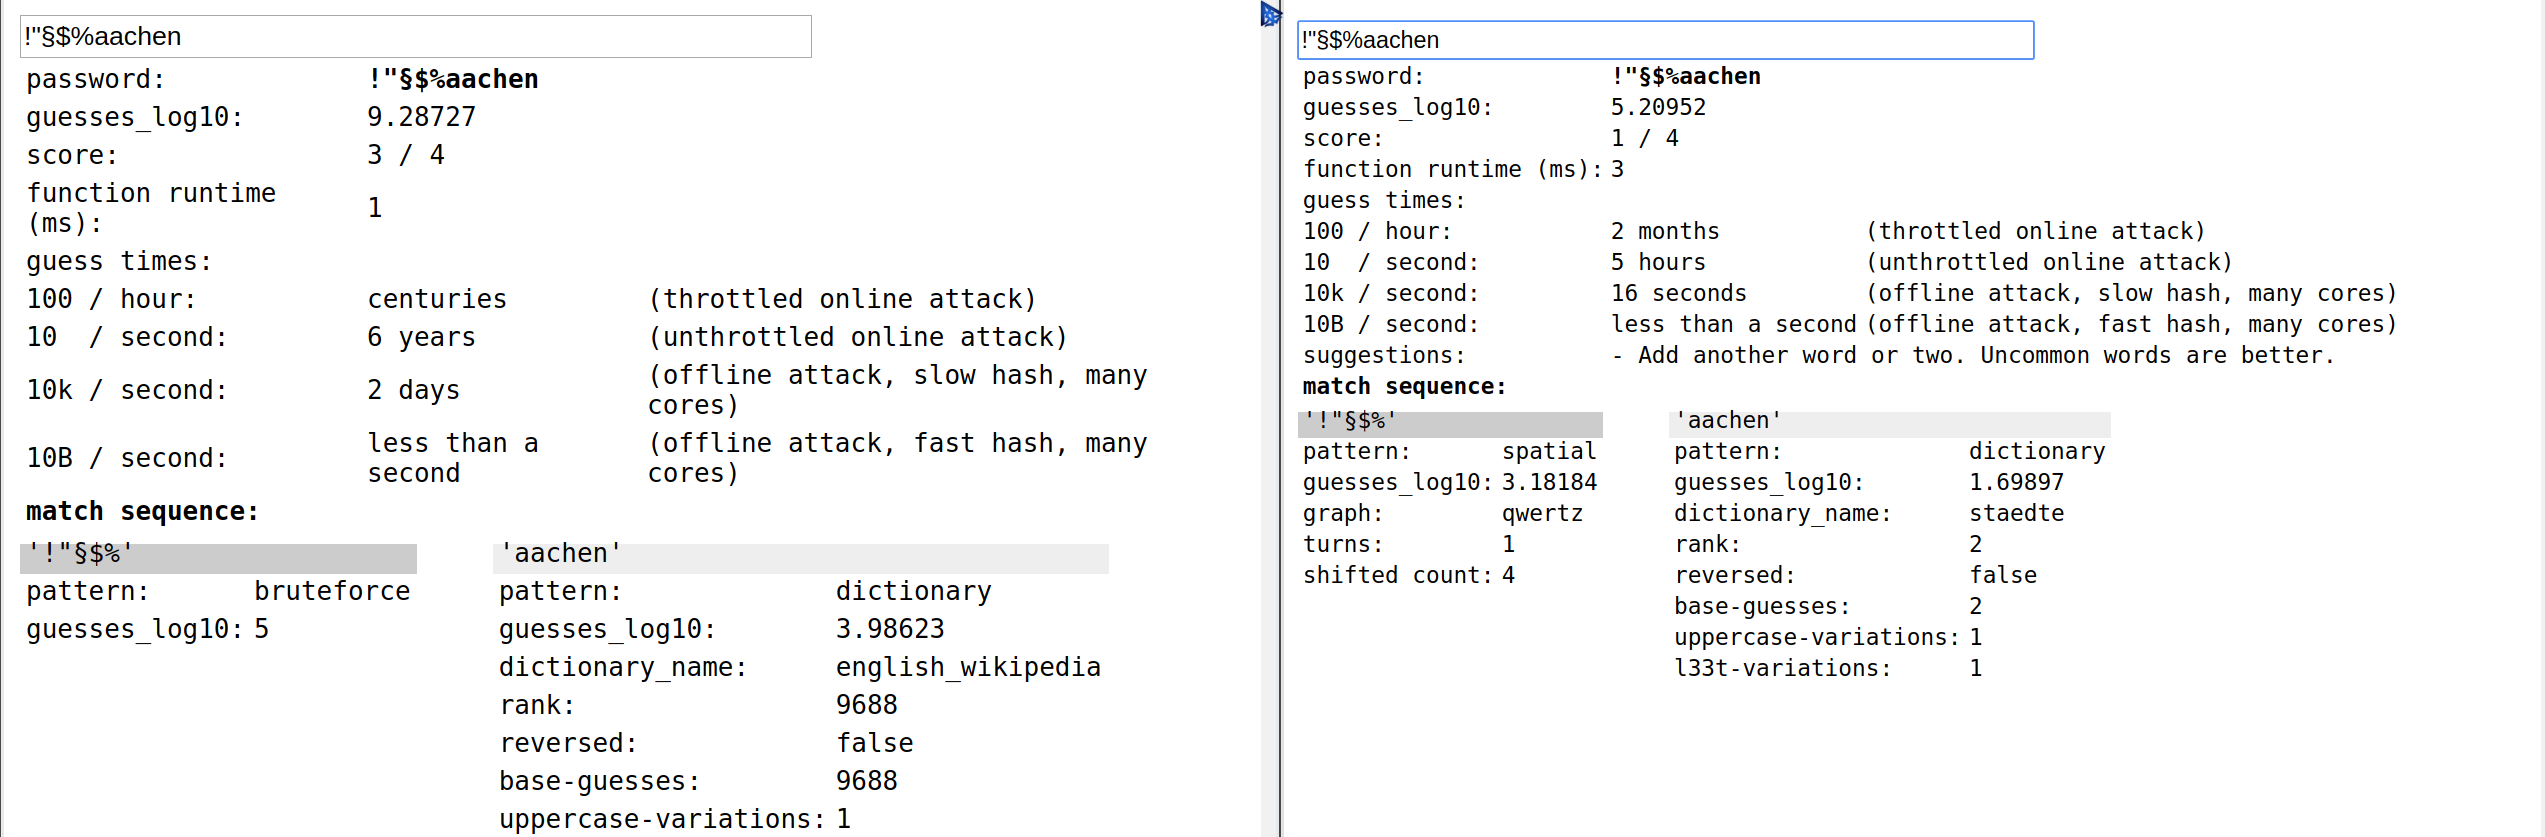 !"§$%aachen
password: !"§$%aachen
guesses_log10: 9.28727
score: 3 / 4
function runtime
(ms): 1
guess times:
100 / hour: centuries (throttled online attack)
10  / second: 6 years (unthrottled online attack)
10k / second: 2 days (offline attack, slow hash, many
cores)
10B / second: less than a
second (offline attack, fast hash, many
cores)
match sequence:
'!"§$%'
pattern: bruteforce
guesses_log10: 5
'aachen'
pattern: dictionary
guesses_log10: 3.98623
dictionary_name: english_wikipedia
rank: 9688
reversed: false
base-guesses: 9688
uppercase-variations: 1
!"§$%aachen
password: !"§$%aachen
guesses_log10: 5.20952
score: 1 / 4
function runtime (ms): 3
guess times:
100 / hour: 2 months (throttled online attack)
10  / second: 5 hours (unthrottled online attack)
10k / second: 16 seconds (offline attack, slow hash, many cores)
10B / second: less than a second (offline attack, fast hash, many cores)
suggestions: - Add another word or two. Uncommon words are better.
match sequence:
'!"§$%'
pattern: spatial
guesses_log10: 3.18184
graph: qwertz
turns: 1
shifted count: 4
'aachen'
pattern: dictionary
guesses_log10: 1.69897
dictionary_name: staedte
rank: 2
reversed: false
base-guesses: 2
uppercase-variations: 1
l33t-variations: 1